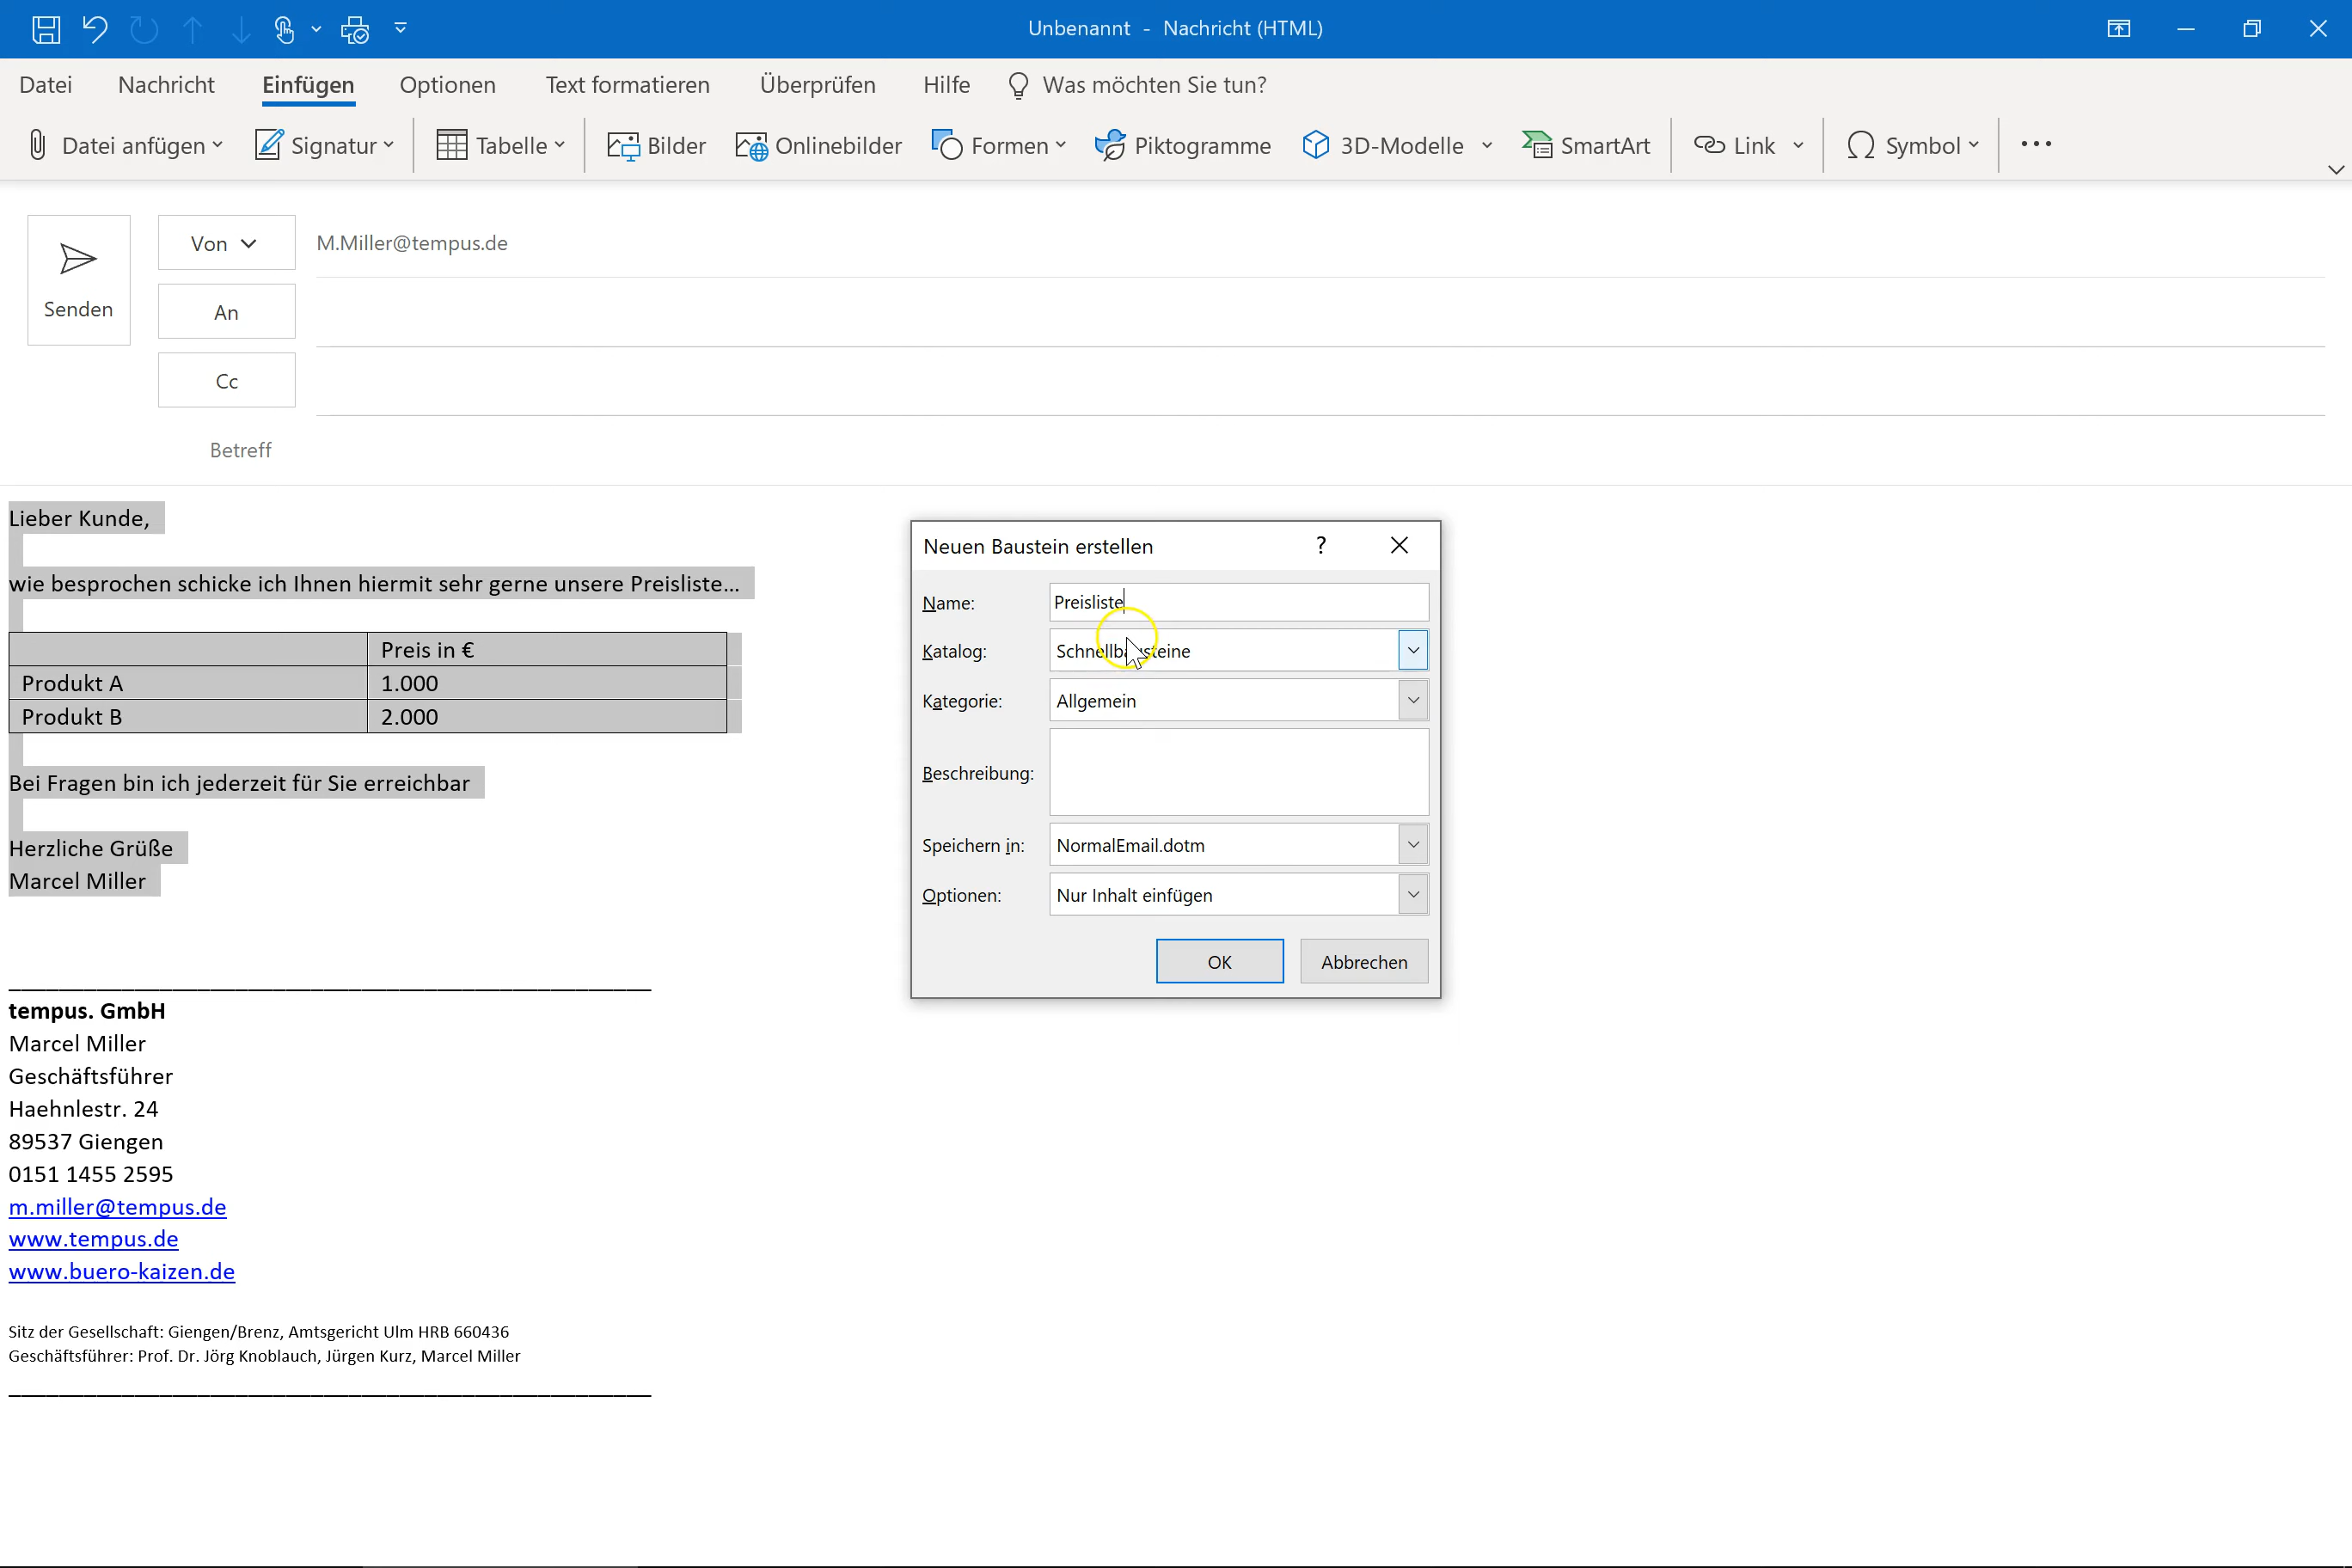 Unbenannt - Nachricht (HTML)
Datei Nachricht Einfügen Optionen Text formatieren Überprüfen Hilfe Was möchten Sie tun?
Datei anfügen Signatur Tabelle Bilder Onlinebilder Formen Piktogramme 3D-Modelle SmartArt Link Symbol ...
Senden
Von M.Miller@tempus.de
An
Cc
Betreff
Lieber Kunde,
wie besprochen schicke ich Ihnen hiermit sehr gerne unsere Preisliste...
Preis in €
Produkt A 1.000
Produkt B 2.000
Bei Fragen bin ich jederzeit für Sie erreichbar
Herzliche Grüße
Marcel Miller
tempus. GmbH
Marcel Miller
Geschäftsführer
Haehnlestr. 24
89537 Giengen
0151 1455 2595
m.miller@tempus.de
www.tempus.de
www.buero-kaizen.de
Sitz der Gesellschaft: Giengen/Brenz, Amtsgericht Ulm HRB 660436
Geschäftsführer: Prof. Dr. Jörg Knoblauch, Jürgen Kurz, Marcel Miller
Neuen Baustein erstellen ?
Name: Preisliste
Katalog: Schnellbausteine
Kategorie: Allgemein
Beschreibung:
Speichern in: NormalEmail.dotm
Optionen: Nur Inhalt einfügen
OK Abbrechen